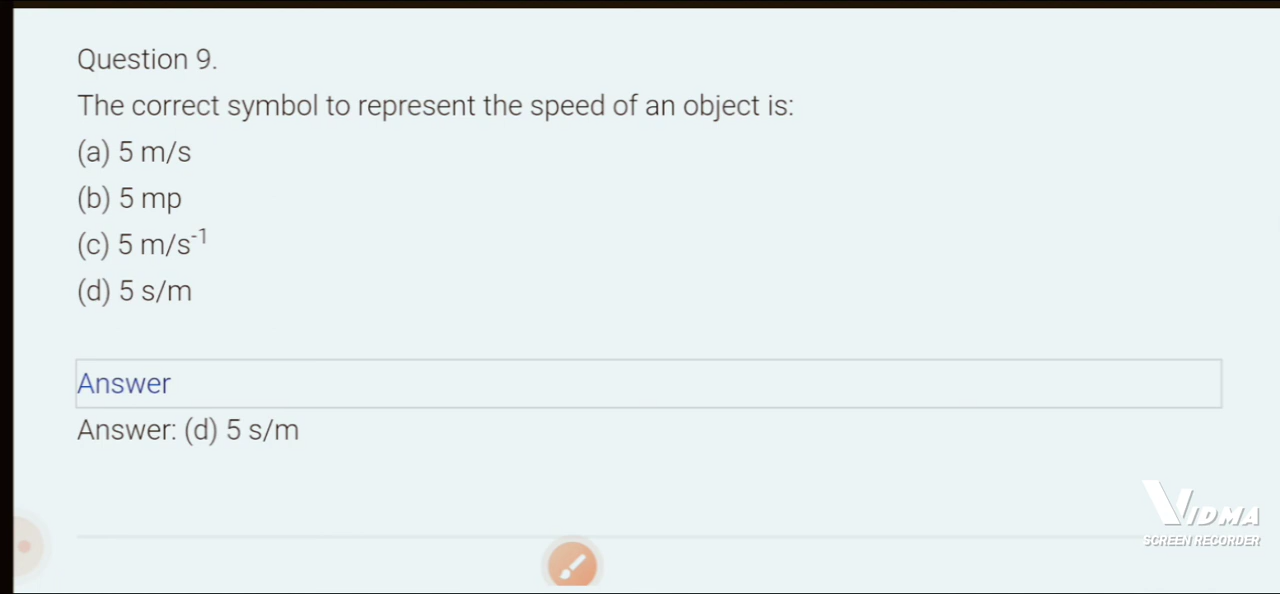 Question 9.
The correct symbol to represent the speed of an object is:
(a) 5 m/s
(b) 5 mp
(c) 5 m/s⁻¹
(d) 5 s/m
Answer
Answer: (d) 5 s/m
VIDMA
SCREEN RECORDER